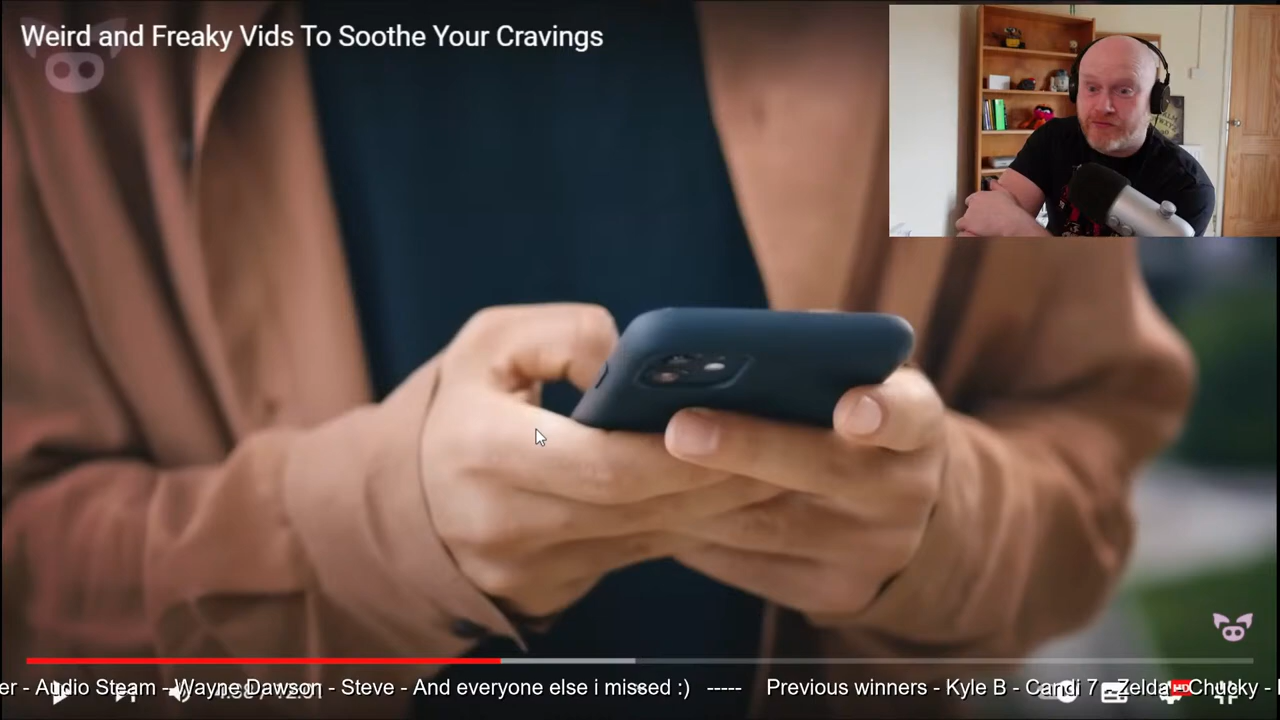 Weird and Freaky Vids To Soothe Your Cravings
er - Audio Steam - Wayne Dawson - Steve - And everyone else i missed :) ----- Previous winners - Kyle B - Candi 7 - Zelda - Chucky -
HD